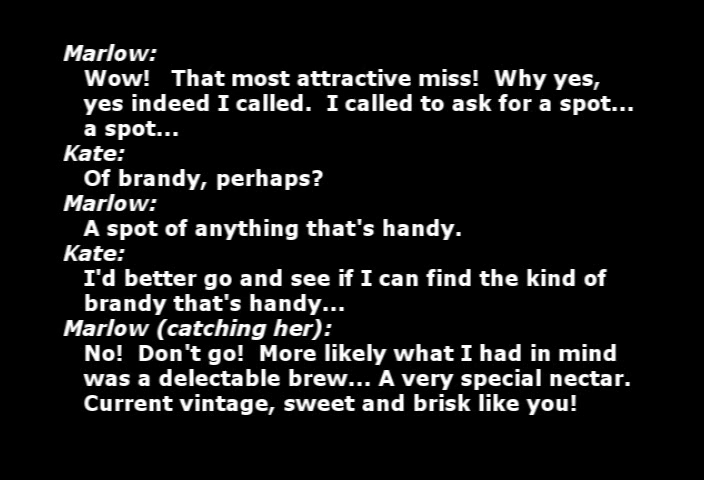 Marlow:
Wow!   That most attractive miss!  Why yes,
yes indeed I called.  I called to ask for a spot...
a spot...
Kate:
Of brandy, perhaps?
Marlow:
A spot of anything that's handy.
Kate:
I'd better go and see if I can find the kind of
brandy that's handy...
Marlow (catching her):
No!  Don't go!  More likely what I had in mind
was a delectable brew... A very special nectar.
Current vintage, sweet and brisk like you!